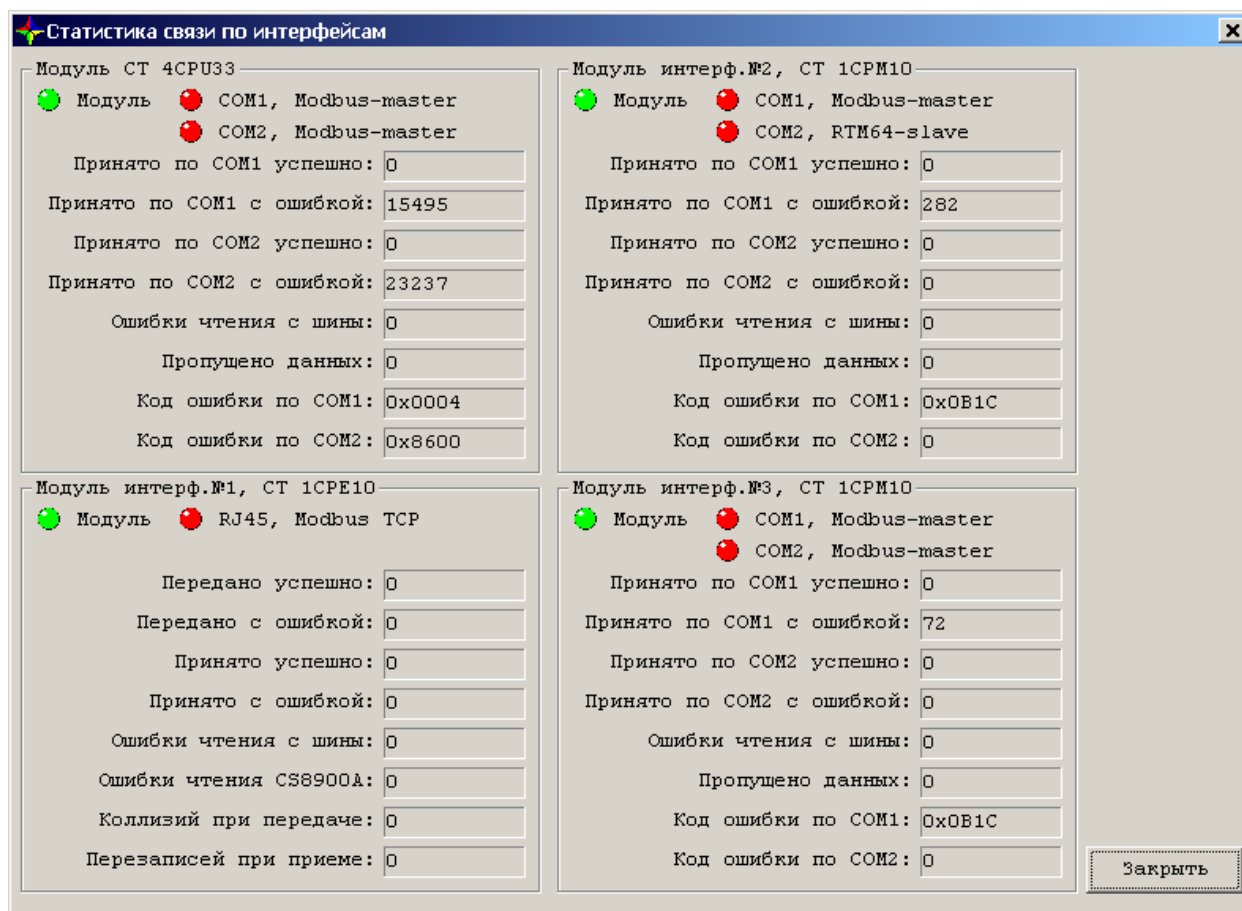 Статистика связи по интерфейсам
Модуль CT 4CPU33
Модуль COM1, Modbus-master
COM2, Modbus-master
Принято по COM1 успешно: 0
Принято по COM1 с ошибкой: 15495
Принято по COM2 успешно: 0
Принято по COM2 с ошибкой: 23237
Ошибки чтения с шины: 0
Пропущено данных: 0
Код ошибки по COM1: 0x0004
Код ошибки по COM2: 0x8600
Модуль интерф.№2, CT 1CPM10
Модуль COM1, Modbus-master
COM2, RTM64-slave
Принято по COM1 успешно: 0
Принято по COM1 с ошибкой: 282
Принято по COM2 успешно: 0
Принято по COM2 с ошибкой: 0
Ошибки чтения с шины: 0
Пропущено данных: 0
Код ошибки по COM1: 0x0B1C
Код ошибки по COM2: 0
Модуль интерф.№1, CT 1CPE10
Модуль RJ45, Modbus TCP
Передано успешно: 0
Передано с ошибкой: 0
Принято успешно: 0
Принято с ошибкой: 0
Ошибки чтения с шины: 0
Ошибки чтения CS8900A: 0
Коллизий при передаче: 0
Перезаписей при приеме: 0
Модуль интерф.№3, CT 1CPM10
Модуль COM1, Modbus-master
COM2, Modbus-master
Принято по COM1 успешно: 0
Принято по COM1 с ошибкой: 72
Принято по COM2 успешно: 0
Принято по COM2 с ошибкой: 0
Ошибки чтения с шины: 0
Пропущено данных: 0
Код ошибки по COM1: 0x0B1C
Код ошибки по COM2: 0
Закрыть